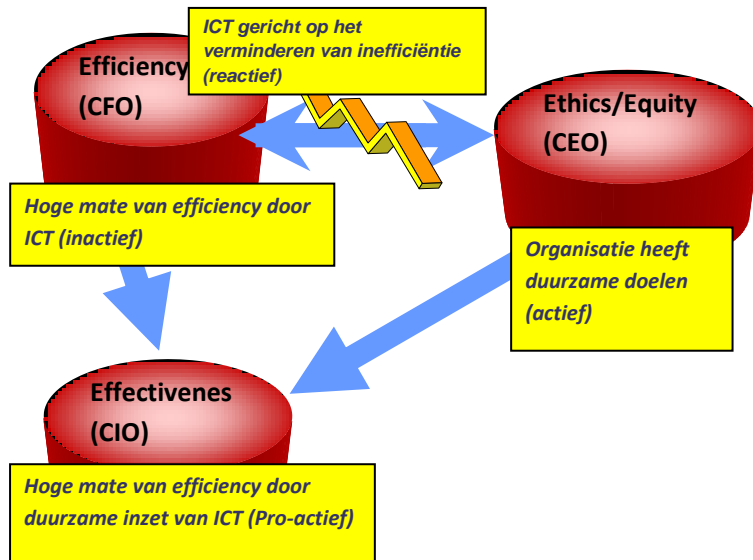 ICT gericht op het
verminderen van inefficiëntie
(reactief)
Efficiency
(CFO)
Ethics/Equity
(CEO)
Hoge mate van efficiency door
ICT (inactief)
Organisatie heeft
duurzame doelen
(actief)
Effectivenes
(CIO)
Hoge mate van efficiency door
duurzame inzet van ICT (Pro-actief)